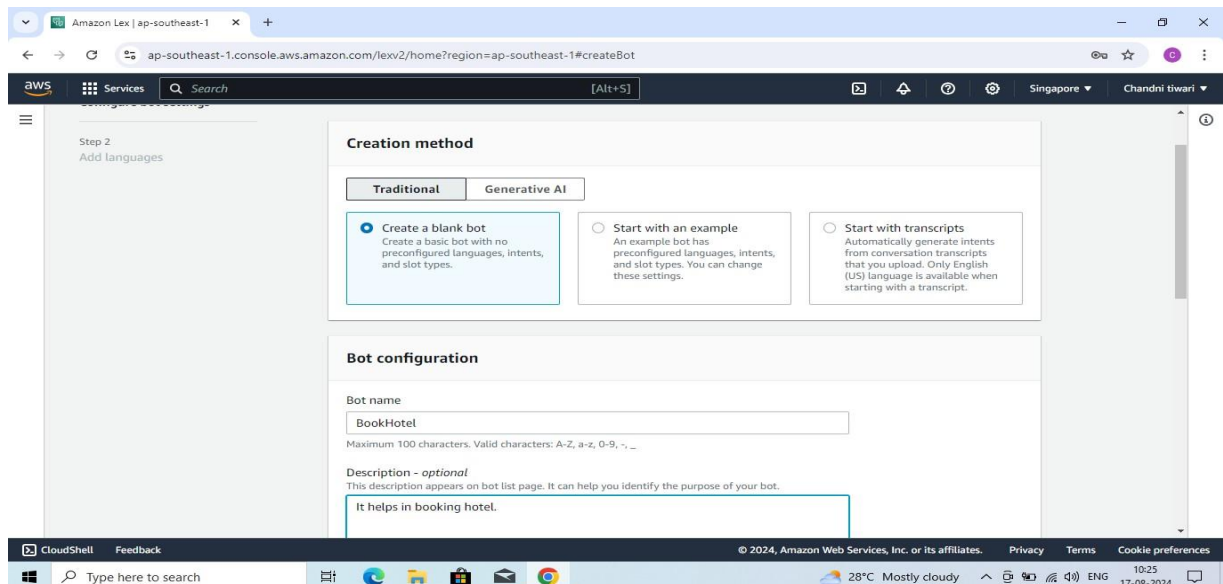 Amazon Lex | ap-southeast-1
ap-southeast-1.console.aws.amazon.com/lexv2/home?region=ap-southeast-1#createBot
aws Services Search [Alt+S] Singapore Chandni tiwari
Step 2
Add languages
Creation method
Traditional Generative AI
Create a blank bot
Create a basic bot with no
preconfigured languages, intents,
and slot types.
Start with an example
An example bot has
preconfigured languages, intents,
and slot types. You can change
these settings.
Start with transcripts
Automatically generate intents
from conversation transcripts
that you upload. Only English
(US) language is available when
starting with a transcript.
Bot configuration
Bot name
BookHotel
Maximum 100 characters. Valid characters: A-Z, a-z, 0-9, -, _
Description - optional
This description appears on bot list page. It can help you identify the purpose of your bot.
It helps in booking hotel.
CloudShell Feedback © 2024, Amazon Web Services, Inc. or its affiliates. Privacy Terms Cookie preferences
Type here to search 28°C Mostly cloudy ENG 10:25
17-08-2024